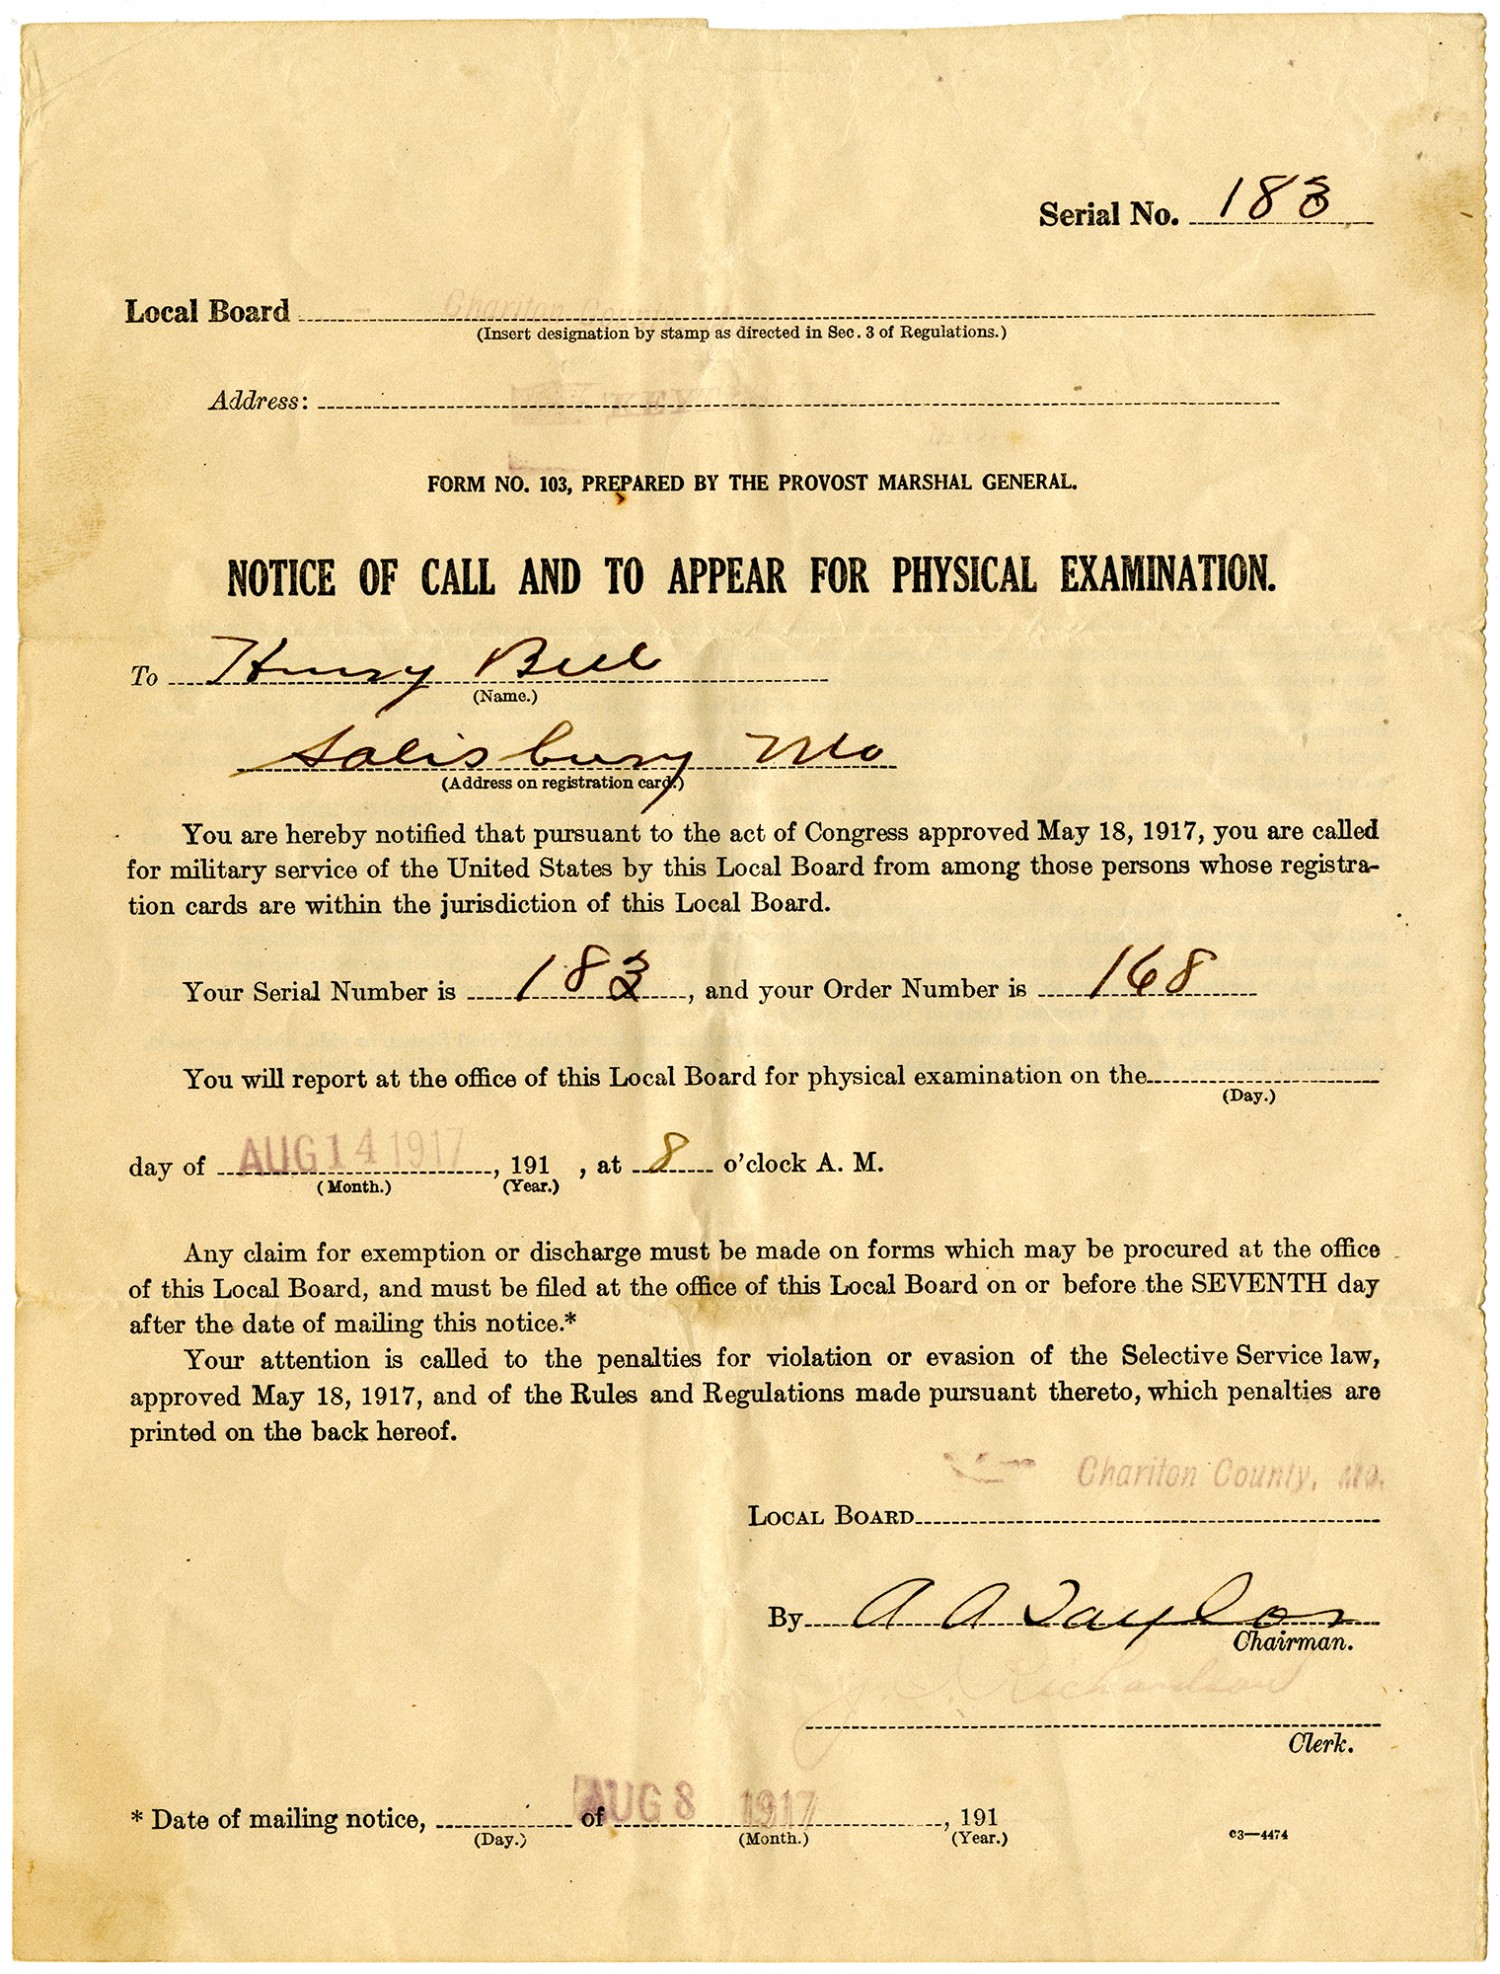 Serial No. 183
Local Board Chariton County
(Insert designation by stamp as directed in Sec. 3 of Regulations.)
Address: KEY
FORM NO. 103, PREPARED BY THE PROVOST MARSHAL GENERAL.
NOTICE OF CALL AND TO APPEAR FOR PHYSICAL EXAMINATION.
To Henry Bell
(Name.)
Salisbury Mo
(Address on registration card.)
You are hereby notified that pursuant to the act of Congress approved May 18, 1917, you are called
for military service of the United States by this Local Board from among those persons whose registra-
tion cards are within the jurisdiction of this Local Board.
Your Serial Number is 183, and your Order Number is 168
You will report at the office of this Local Board for physical examination on the
(Day.)
day of AUG 14 1917, 191 , at 8 o'clock A. M.
(Month.) (Year.)
Any claim for exemption or discharge must be made on forms which may be procured at the office
of this Local Board, and must be filed at the office of this Local Board on or before the SEVENTH day
after the date of mailing this notice.*
Your attention is called to the penalties for violation or evasion of the Selective Service law,
approved May 18, 1917, and of the Rules and Regulations made pursuant thereto, which penalties are
printed on the back hereof.
Chariton County, Mo.
LOCAL BOARD
By A A Taylor
Chairman.
J. S. Richardson
Clerk.
* Date of mailing notice, of AUG 8 1917, 191
(Day.) (Month.) (Year.)
c3—4474